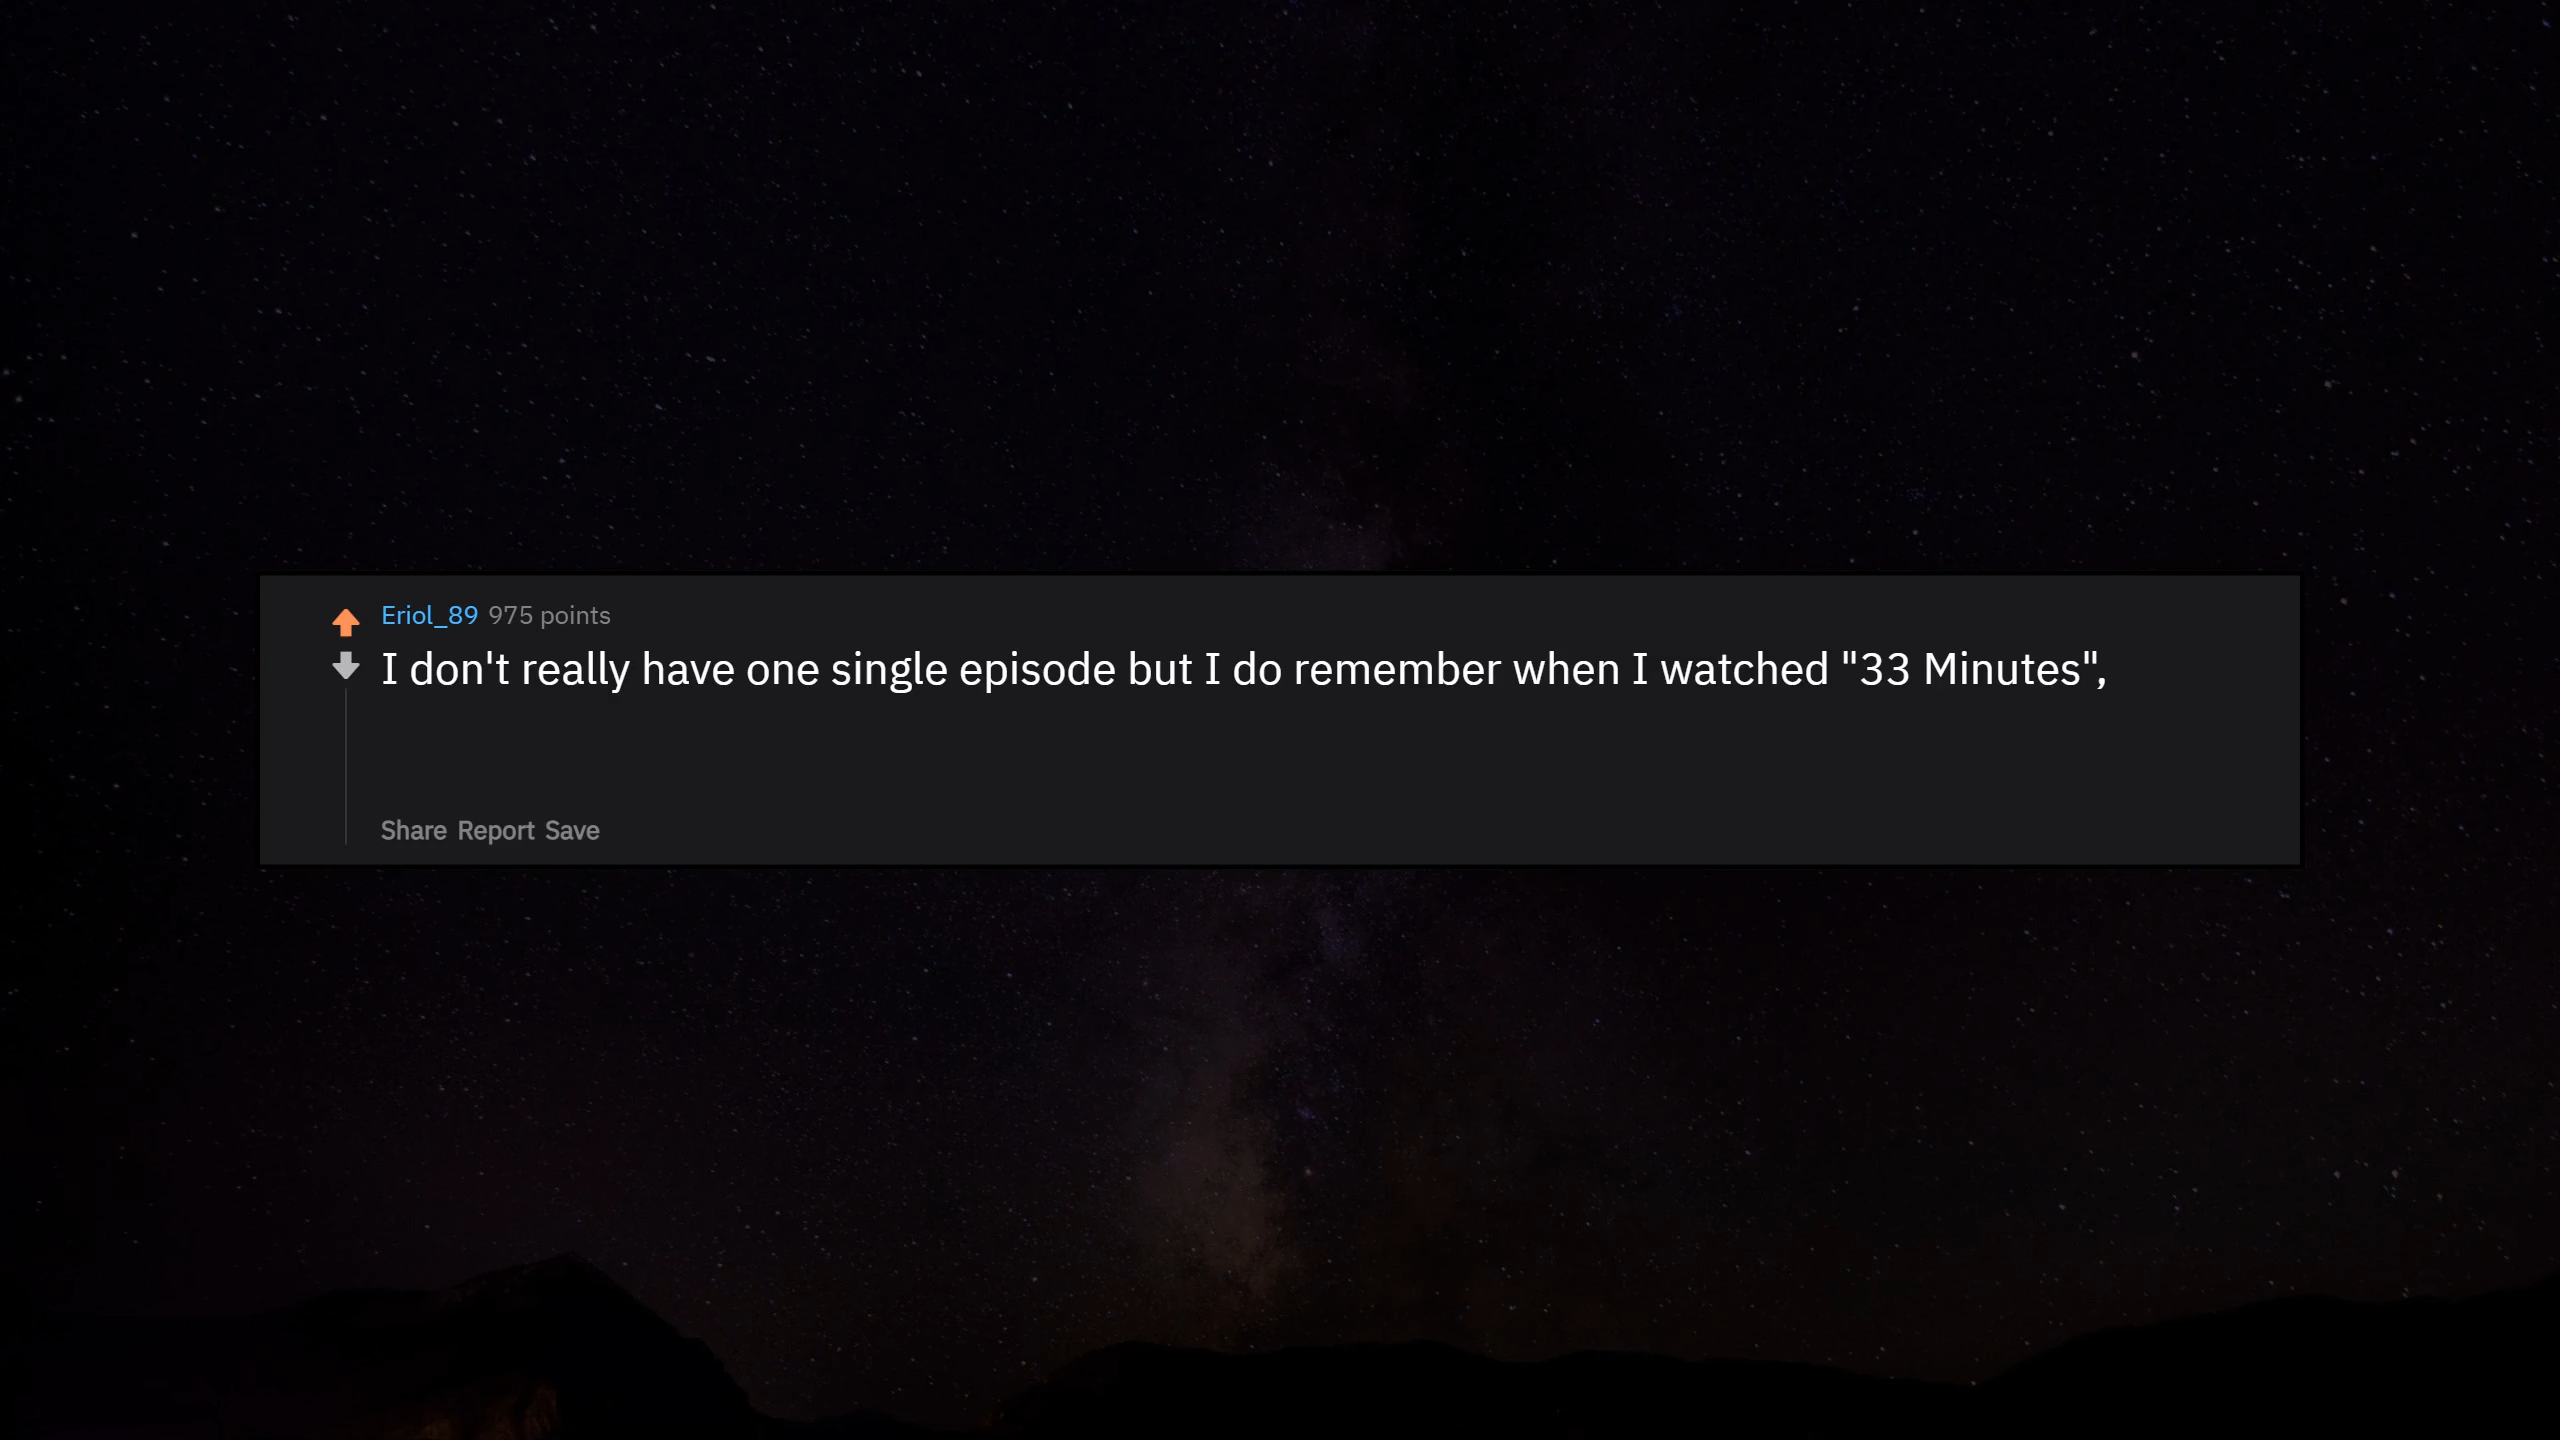 Eriol_89 975 points
I don't really have one single episode but I do remember when I watched "33 Minutes",
Share Report Save